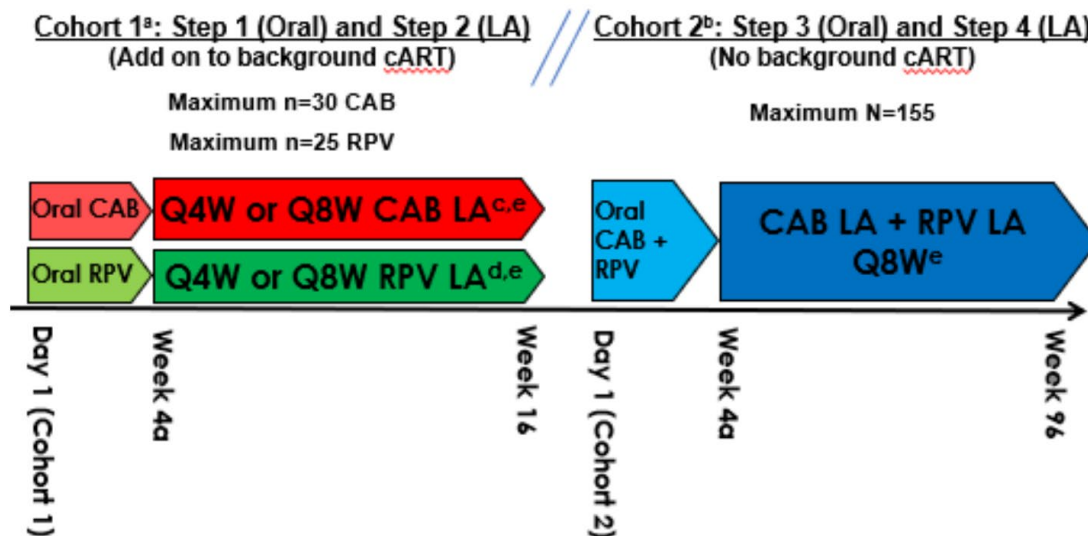 Cohort 1ᵃ: Step 1 (Oral) and Step 2 (LA)
(Add on to background cART)
Maximum n=30 CAB
Maximum n=25 RPV
Oral CAB
Q4W or Q8W CAB LAᶜ,ᵉ
Oral RPV
Q4W or Q8W RPV LAᵈ,ᵉ
Day 1 (Cohort 1)
Week 4a
Week 16
Cohort 2ᵇ: Step 3 (Oral) and Step 4 (LA)
(No background cART)
Maximum N=155
Oral
CAB +
RPV
CAB LA + RPV LA
Q8Wᵉ
Day 1 (Cohort 2)
Week 4a
Week 96